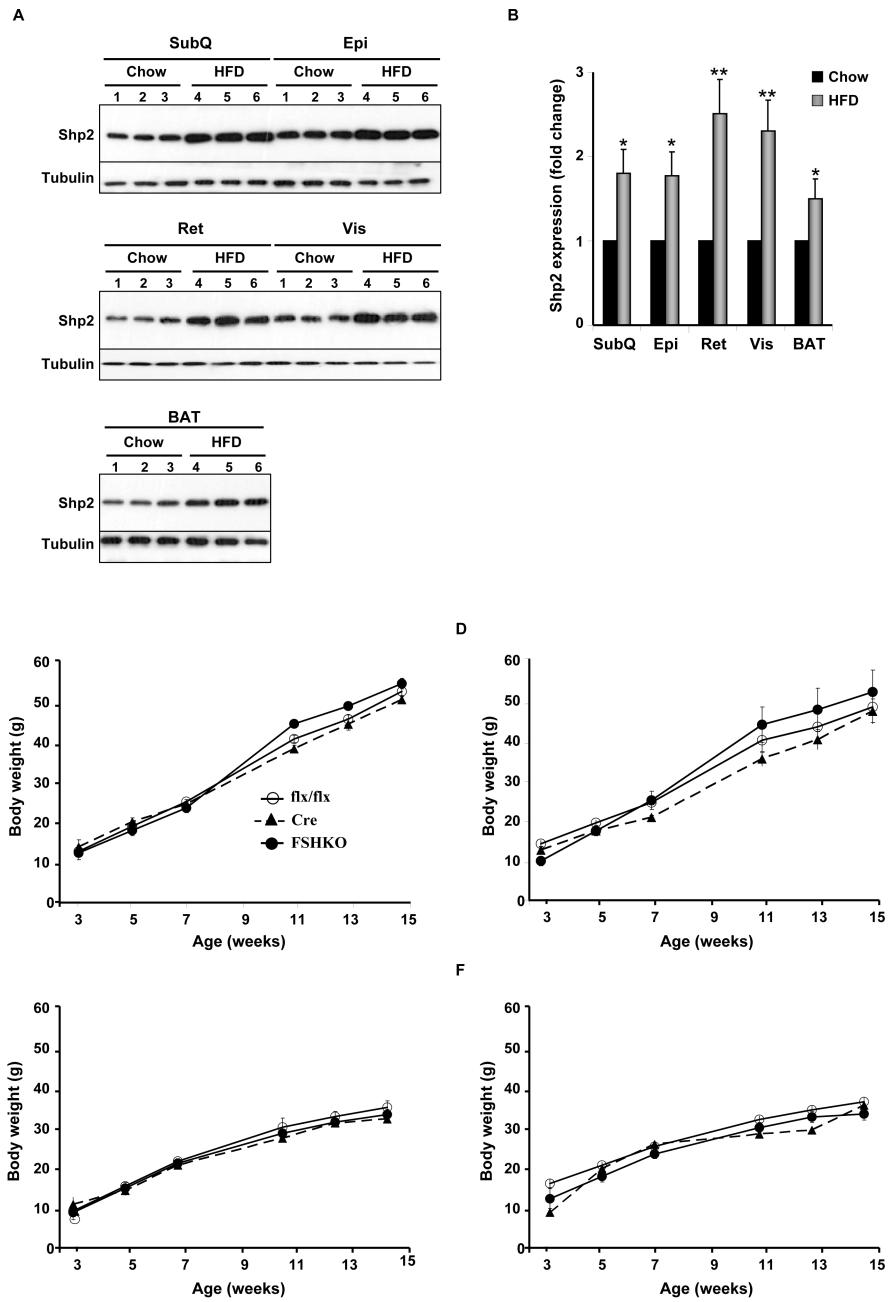 A
SubQ Epi
Chow HFD Chow HFD
1 2 3 4 5 6 1 2 3 4 5 6
Shp2
Tubulin
Ret Vis
Chow HFD Chow HFD
1 2 3 4 5 6 1 2 3 4 5 6
Shp2
Tubulin
BAT
Chow HFD
1 2 3 4 5 6
Shp2
Tubulin
B
Shp2 expression (fold change)
3
2
1
0
* * ** ** *
Chow
HFD
SubQ Epi Ret Vis BAT
Body weight (g)
60
50
40
30
20
10
0
flx/flx
Cre
FSHKO
3 5 7 9 11 13 15
Age (weeks)
D
Body weight (g)
60
50
40
30
20
10
0
3 5 7 9 11 13 15
Age (weeks)
Body weight (g)
60
50
40
30
20
10
0
3 5 7 9 11 13 15
Age (weeks)
F
Body weight (g)
60
50
40
30
20
10
0
3 5 7 9 11 13 15
Age (weeks)